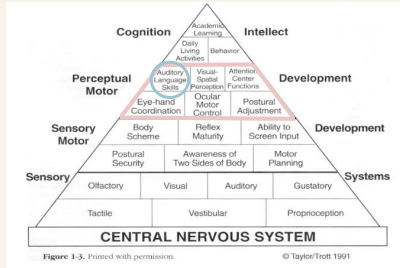 Academic
Learning
Cognition
Intellect
Daily
Living
Activities
Behavior
Perceptual
Motor
Auditory
Language
Skills
Visual-
Spatial
Perception
Attention
Center
Functions
Development
Eye-hand
Coordination
Ocular
Motor
Control
Postural
Adjustment
Sensory
Motor
Body
Scheme
Reflex
Maturity
Ability to
Screen Input
Development
Postural
Security
Awareness of
Two Sides of Body
Motor
Planning
Sensory
Systems
Olfactory
Visual
Auditory
Gustatory
Tactile
Vestibular
Proprioception
CENTRAL NERVOUS SYSTEM
Figure 1-3. Printed with permission.
© Taylor/Trott 1991